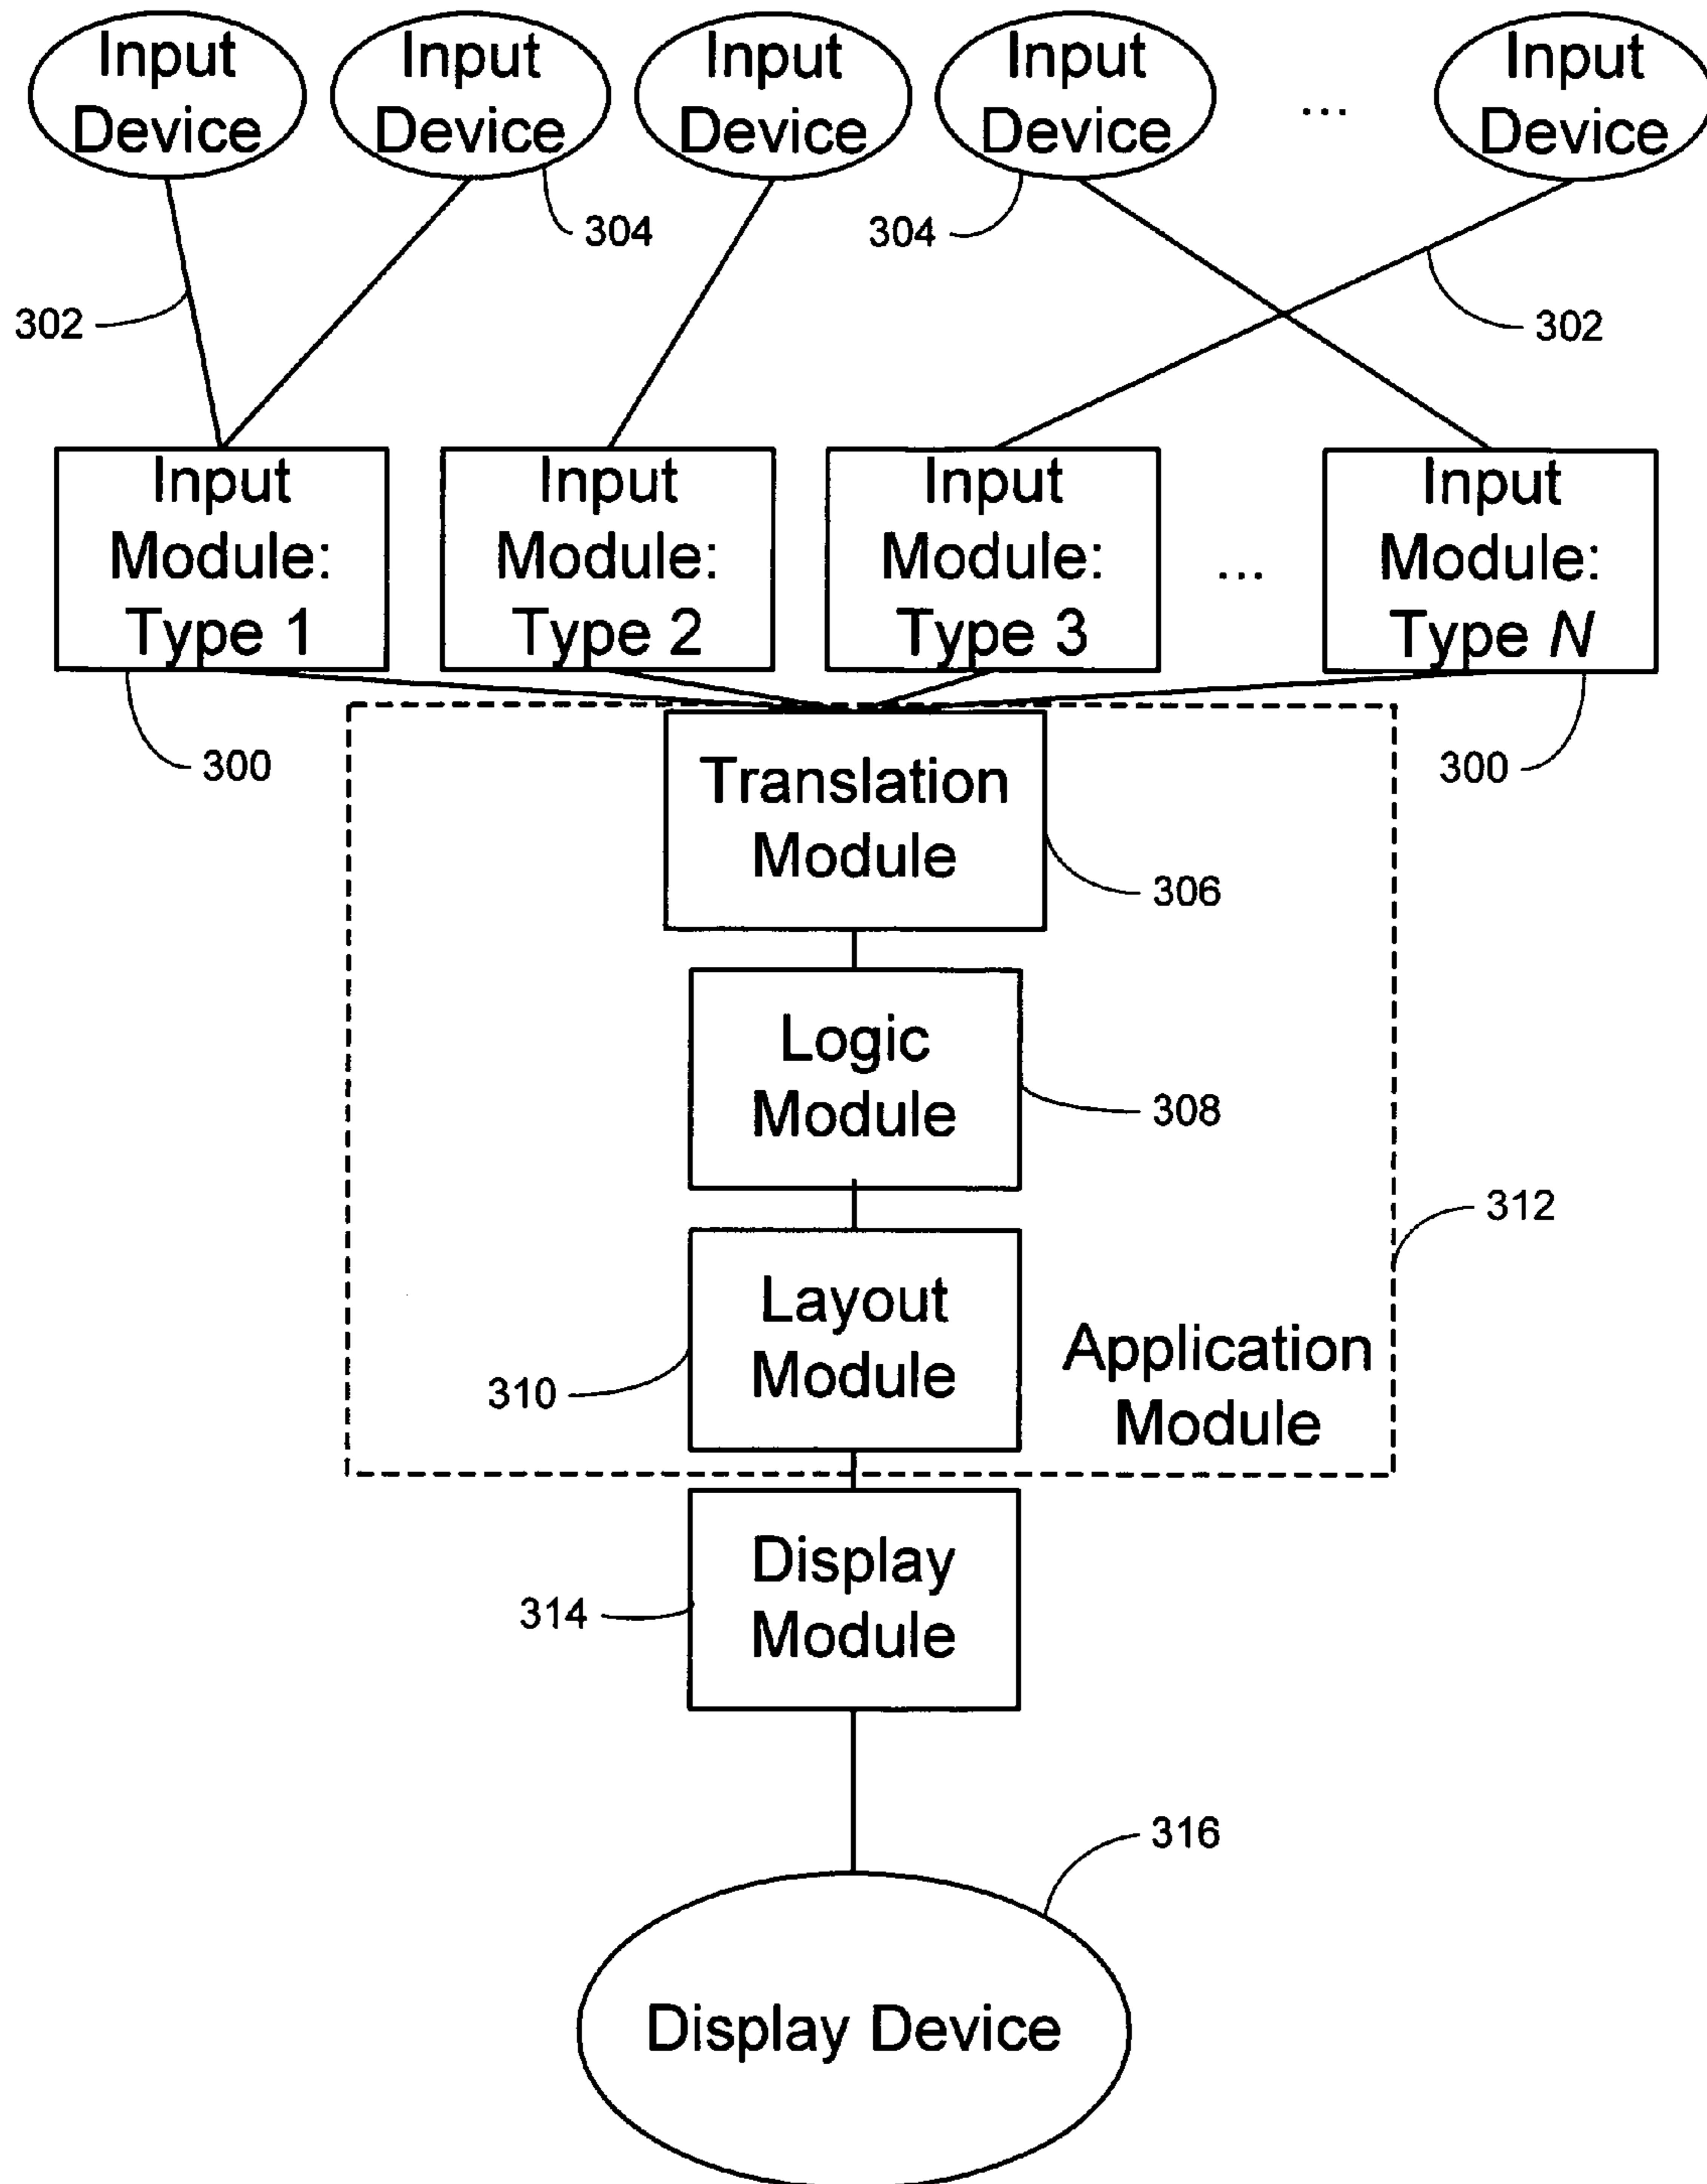 Input
Device
Input
Device
Input
Device
Input
Device
...
Input
Device
304
304
302
302
Input
Module:
Type 1
Input
Module:
Type 2
Input
Module:
Type 3
...
Input
Module:
Type N
300
300
Translation
Module
306
Logic
Module
308
312
Layout
Module
310
Application
Module
Display
Module
314
316
Display Device